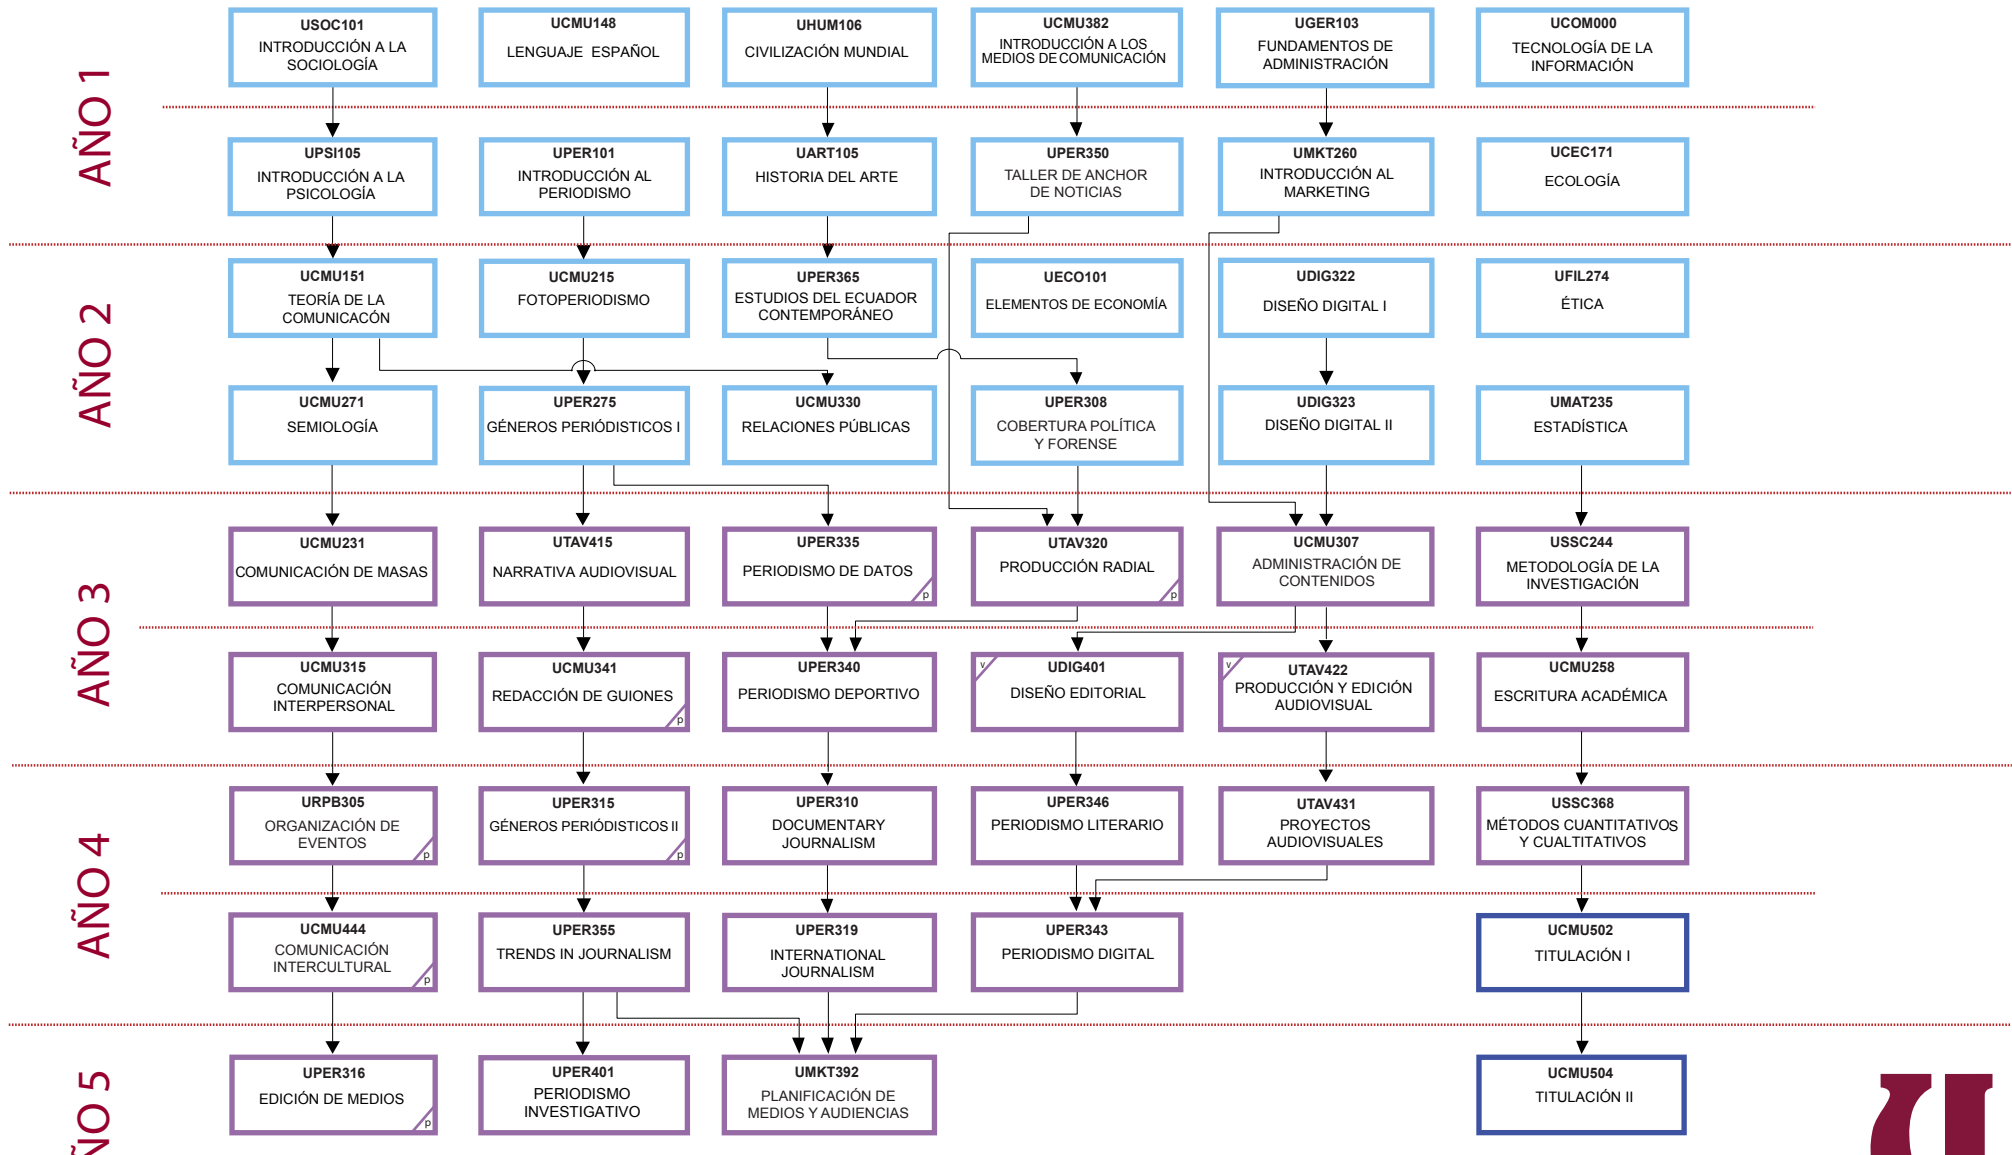 AÑO 1
USOC101
INTRODUCCIÓN A LA
SOCIOLOGÍA
UCMU148
LENGUAJE ESPAÑOL
UHUM106
CIVILIZACIÓN MUNDIAL
UCMU382
INTRODUCCIÓN A LOS
MEDIOS DE COMUNICACIÓN
UGER103
FUNDAMENTOS DE
ADMINISTRACIÓN
UCOM000
TECNOLOGÍA DE LA
INFORMACIÓN
UPSI105
INTRODUCCIÓN A LA
PSICOLOGÍA
UPER101
INTRODUCCIÓN AL
PERIODISMO
UART105
HISTORIA DEL ARTE
UPER350
TALLER DE ANCHOR
DE NOTICIAS
UMKT260
INTRODUCCIÓN AL
MARKETING
UCEC171
ECOLOGÍA
AÑO 2
UCMU151
TEORÍA DE LA
COMUNICACÓN
UCMU215
FOTOPERIODISMO
UPER365
ESTUDIOS DEL ECUADOR
CONTEMPORÁNEO
UECO101
ELEMENTOS DE ECONOMÍA
UDIG322
DISEÑO DIGITAL I
UFIL274
ÉTICA
UCMU271
SEMIOLOGÍA
UPER275
GÉNEROS PERIÓDISTICOS I
UCMU330
RELACIONES PÚBLICAS
UPER308
COBERTURA POLÍTICA
Y FORENSE
UDIG323
DISEÑO DIGITAL II
UMAT235
ESTADÍSTICA
AÑO 3
UCMU231
COMUNICACIÓN DE MASAS
UTAV415
NARRATIVA AUDIOVISUAL
UPER335
PERIODISMO DE DATOS
p
UTAV320
PRODUCCIÓN RADIAL
p
UCMU307
ADMINISTRACIÓN DE
CONTENIDOS
USSC244
METODOLOGÍA DE LA
INVESTIGACIÓN
UCMU315
COMUNICACIÓN
INTERPERSONAL
UCMU341
REDACCIÓN DE GUIONES
p
UPER340
PERIODISMO DEPORTIVO
v
UDIG401
DISEÑO EDITORIAL
v
UTAV422
PRODUCCIÓN Y EDICIÓN
AUDIOVISUAL
UCMU258
ESCRITURA ACADÉMICA
AÑO 4
URPB305
ORGANIZACIÓN DE
EVENTOS
p
UPER315
GÉNEROS PERIÓDISTICOS II
p
UPER310
DOCUMENTARY
JOURNALISM
UPER346
PERIODISMO LITERARIO
UTAV431
PROYECTOS
AUDIOVISUALES
USSC368
MÉTODOS CUANTITATIVOS
Y CUALTITATIVOS
UCMU444
COMUNICACIÓN
INTERCULTURAL
p
UPER355
TRENDS IN JOURNALISM
UPER319
INTERNATIONAL
JOURNALISM
UPER343
PERIODISMO DIGITAL
UCMU502
TITULACIÓN I
ÑO 5
UPER316
EDICIÓN DE MEDIOS
p
UPER401
PERIODISMO
INVESTIGATIVO
UMKT392
PLANIFICACIÓN DE
MEDIOS Y AUDIENCIAS
UCMU504
TITULACIÓN II